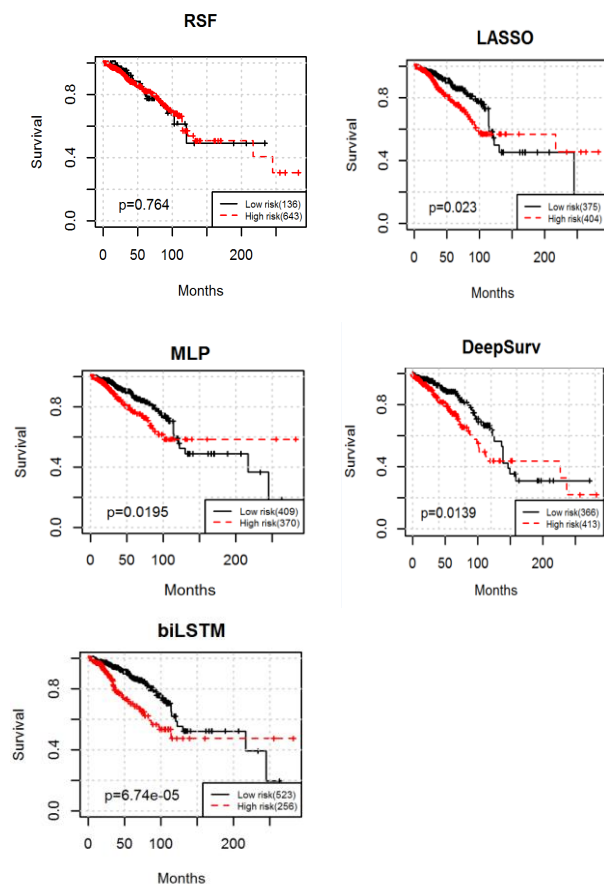 RSF
Survival
0.8
0.4
0.0
p=0.764
Low risk(136)
High risk(643)
0 50 100 200
Months
LASSO
Survival
0.8
0.4
0.0
p=0.023
Low risk(375)
High risk(404)
0 50 100 200
Months
MLP
Survival
0.8
0.4
0.0
p=0.0195
Low risk(409)
High risk(370)
0 50 100 200
Months
DeepSurv
Survival
0.8
0.4
0.0
p=0.0139
Low risk(366)
High risk(413)
0 50 100 200
Months
biLSTM
Survival
0.8
0.4
0.0
p=6.74e-05
Low risk(523)
High risk(256)
0 50 100 200
Months